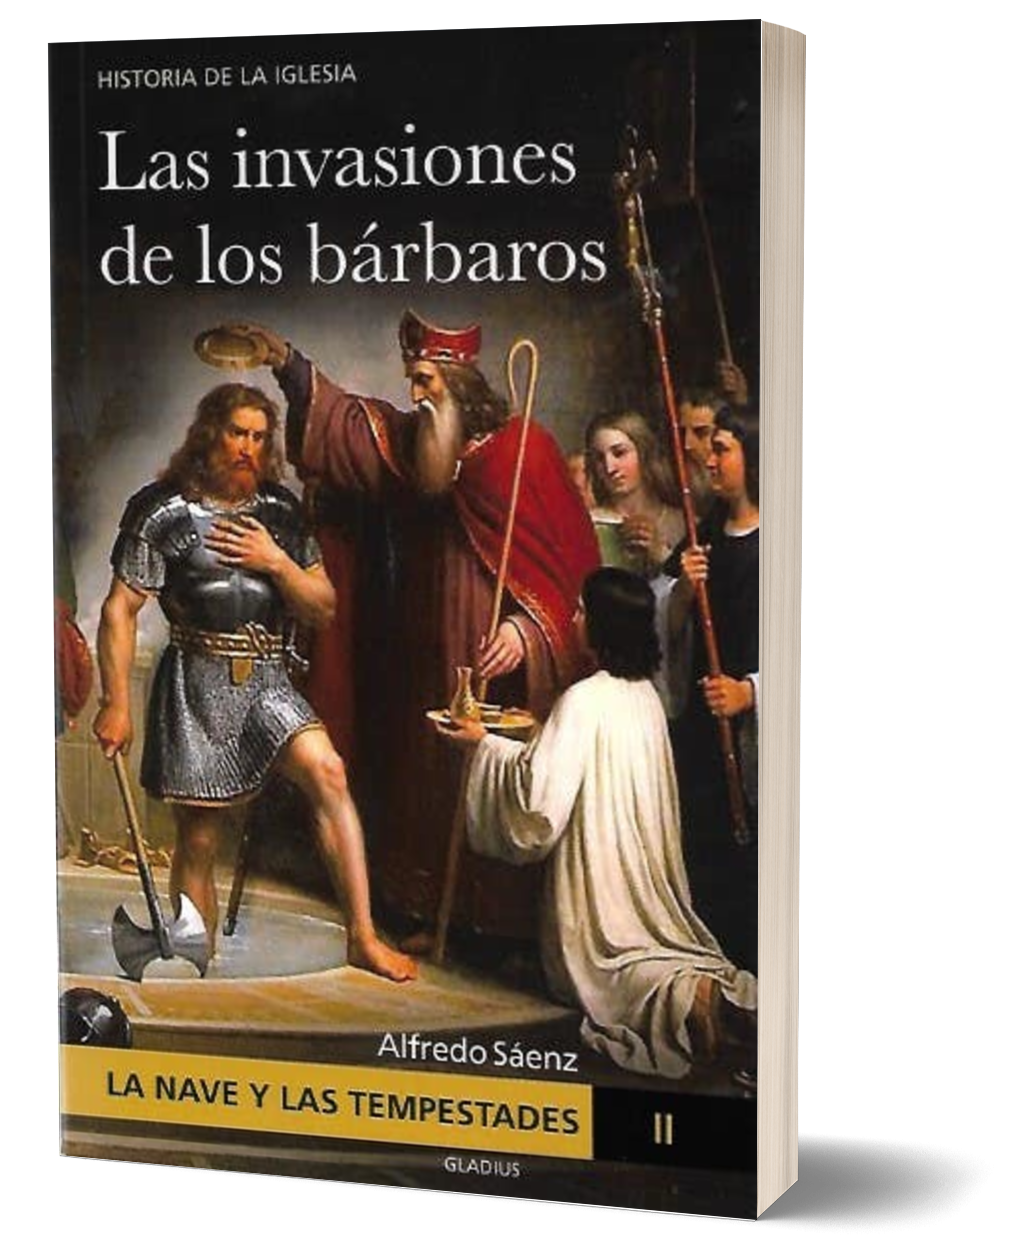 HISTORIA DE LA IGLESIA
Las invasiones
de los bárbaros
Alfredo Sáenz
LA NAVE Y LAS TEMPESTADES
II
GLADIUS